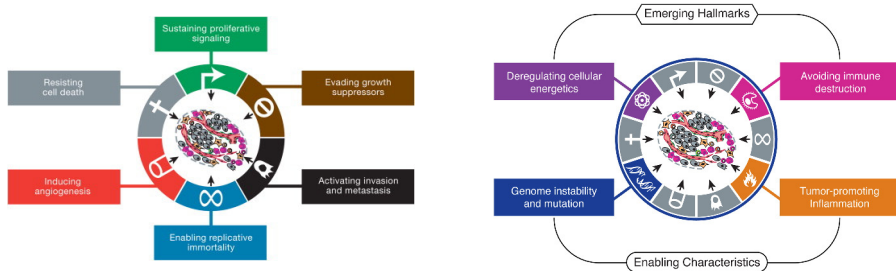 Sustaining proliferative
signaling
Resisting
cell death
Evading growth
suppressors
Inducing
angiogenesis
Activating invasion
and metastasis
Enabling replicative
immortality
Emerging Hallmarks
Deregulating cellular
energetics
Avoiding immune
destruction
Genome instability
and mutation
Tumor-promoting
Inflammation
Enabling Characteristics